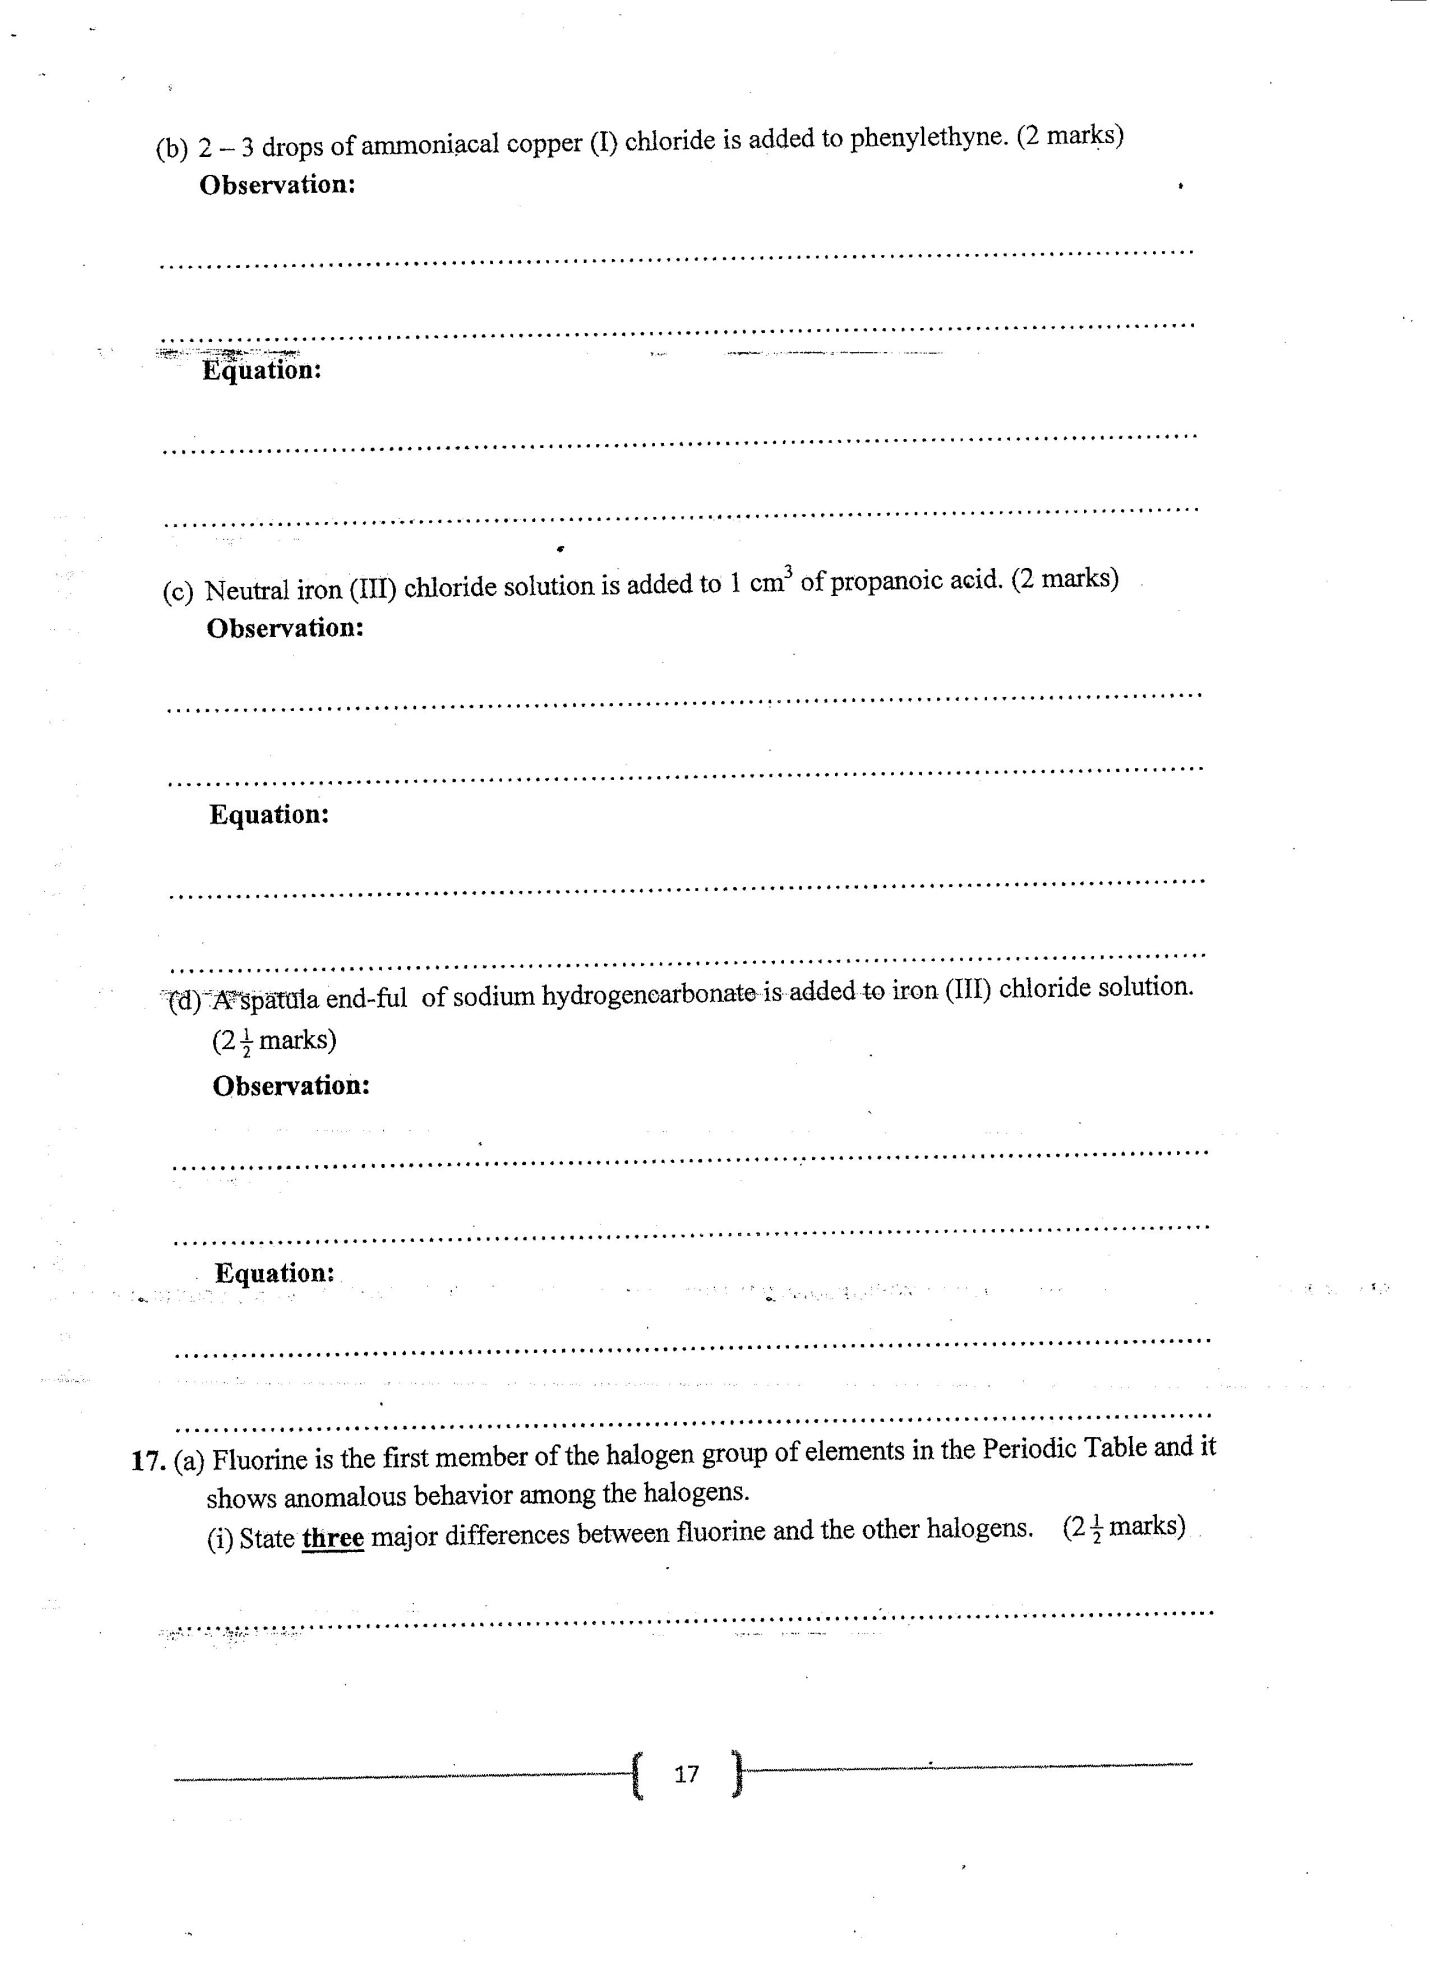 (b) 2 – 3 drops of ammoniacal copper (I) chloride is added to phenylethyne. (2 marks)
Observation:
Equation:
(c) Neutral iron (III) chloride solution is added to 1 cm³ of propanoic acid. (2 marks)
Observation:
Equation:
(d) A spatula end-ful of sodium hydrogencarbonate is added to iron (III) chloride solution.
(2 ½ marks)
Observation:
Equation:
17. (a) Fluorine is the first member of the halogen group of elements in the Periodic Table and it
shows anomalous behavior among the halogens.
(i) State three major differences between fluorine and the other halogens. (2 ½ marks)
{ 17 }